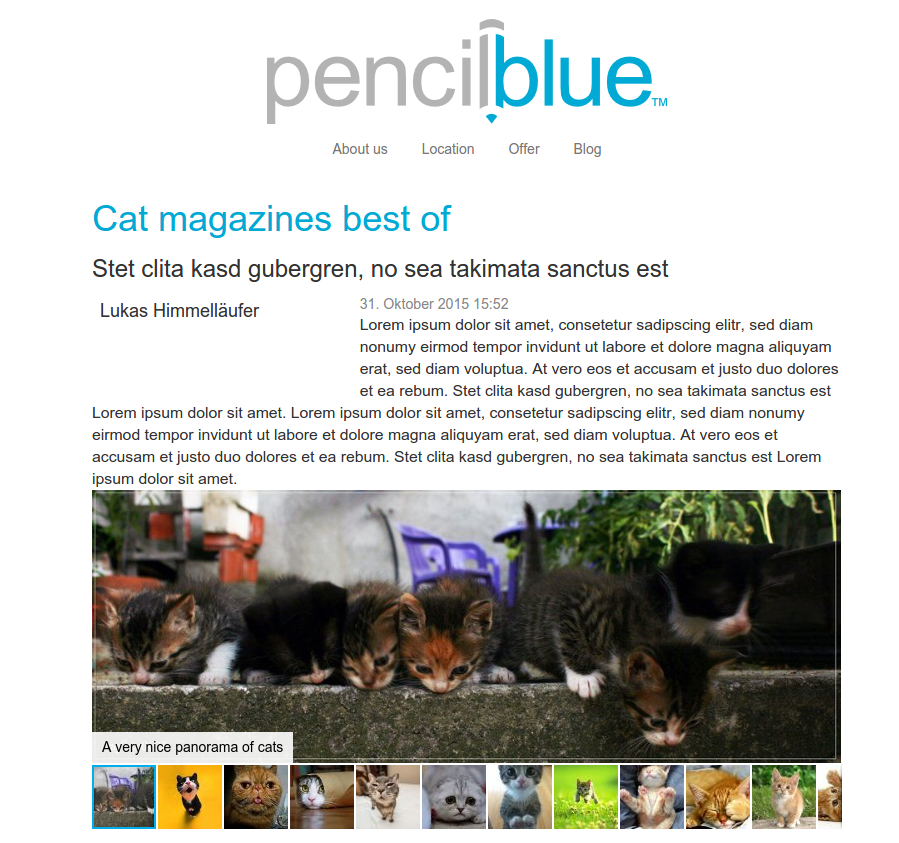 pencilblue™
About us Location Offer Blog
Cat magazines best of
Stet clita kasd gubergren, no sea takimata sanctus est
Lukas Himmelläufer
31. Oktober 2015 15:52
Lorem ipsum dolor sit amet, consetetur sadipscing elitr, sed diam
nonumy eirmod tempor invidunt ut labore et dolore magna aliquyam
erat, sed diam voluptua. At vero eos et accusam et justo duo dolores
et ea rebum. Stet clita kasd gubergren, no sea takimata sanctus est
Lorem ipsum dolor sit amet. Lorem ipsum dolor sit amet, consetetur sadipscing elitr, sed diam nonumy
eirmod tempor invidunt ut labore et dolore magna aliquyam erat, sed diam voluptua. At vero eos et
accusam et justo duo dolores et ea rebum. Stet clita kasd gubergren, no sea takimata sanctus est Lorem
ipsum dolor sit amet.
A very nice panorama of cats